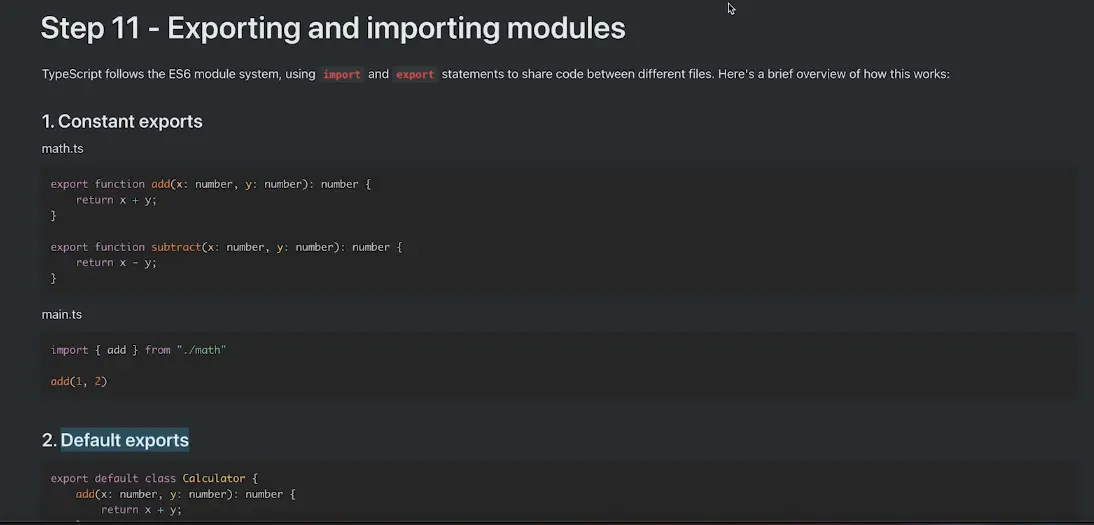 Step 11 - Exporting and importing modules
TypeScript follows the ES6 module system, using import and export statements to share code between different files. Here's a brief overview of how this works:
1. Constant exports
math.ts
export function add(x: number, y: number): number {
    return x + y;
}
export function subtract(x: number, y: number): number {
    return x - y;
}
main.ts
import { add } from "./math"
add(1, 2)
2. Default exports
export default class Calculator {
    add(x: number, y: number): number {
        return x + y;